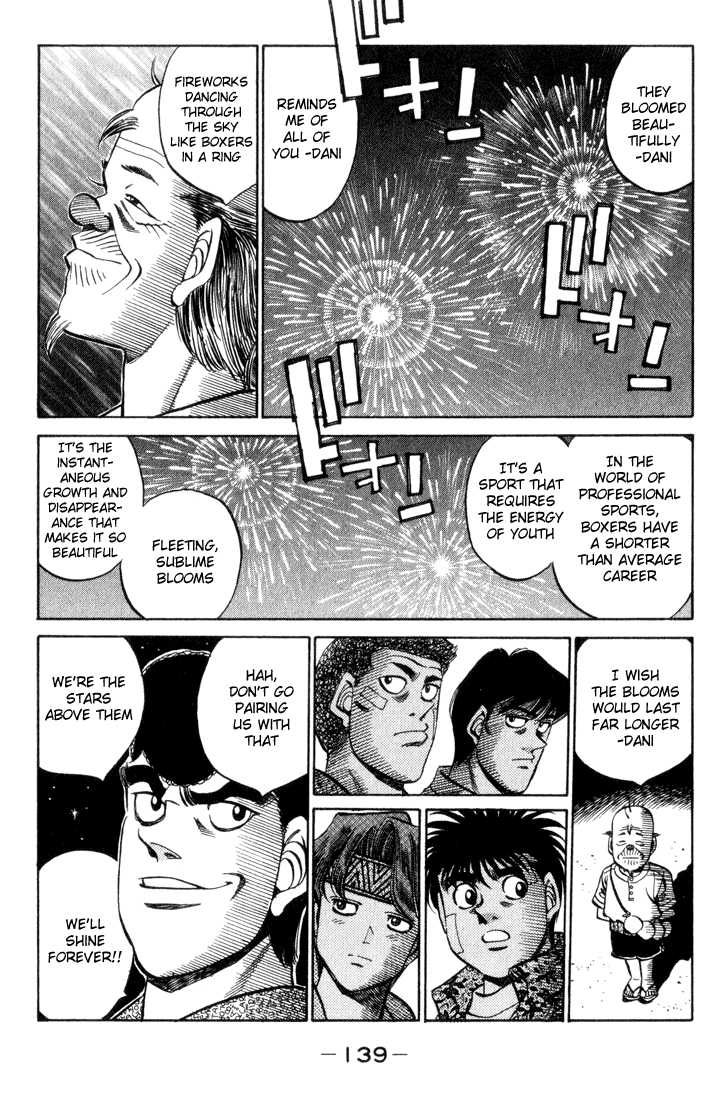 THEY
BLOOMED
BEAU-
TIFULLY
-DANI
REMINDS
ME OF
ALL OF
YOU -DANI
FIREWORKS
DANCING
THROUGH
THE SKY
LIKE BOXERS
IN A RING
ドオ!
ドオ!
ドオ!
IN THE
WORLD OF
PROFESSIONAL
SPORTS,
BOXERS HAVE
A SHORTER
THAN AVERAGE
CAREER
IT'S A
SPORT THAT
REQUIRES
THE ENERGY
OF YOUTH
FLEETING,
SUBLIME
BLOOMS
IT'S THE
INSTANT-
ANEOUS
GROWTH AND
DISAPPEAR-
ANCE THAT
MAKES IT SO
BEAUTIFUL
I WISH
THE BLOOMS
WOULD LAST
FAR LONGER
-DANI
HAH,
DON'T GO
PAIRING
US WITH
THAT
WE'RE THE
STARS
ABOVE THEM
WE'LL
SHINE
FOREVER!!
-139-